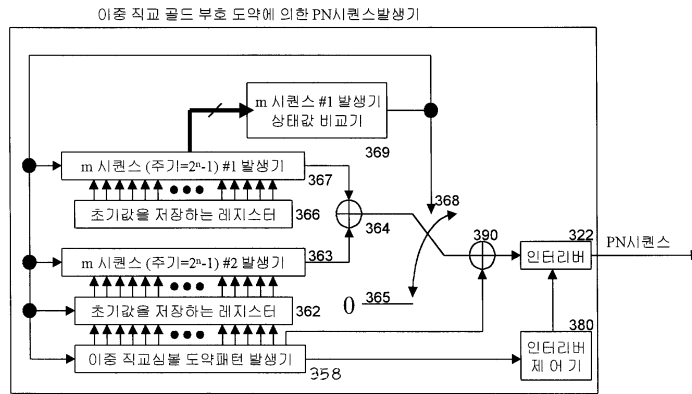 이중 직교 골드 부호 도약에 의한 PN시퀀스발생기
m 시퀀스 #1 발생기
상태값 비교기
369
m 시퀀스 (주기=2ⁿ-1) #1 발생기
367
368
초기값을 저장하는 레지스터
366
364
390
322
PN시퀀스
m 시퀀스 (주기=2ⁿ-1) #2 발생기
363
인터리버
365
0
초기값을 저장하는 레지스터
362
380
이중 직교심볼 도약패턴 발생기
358
인터리버
제어기